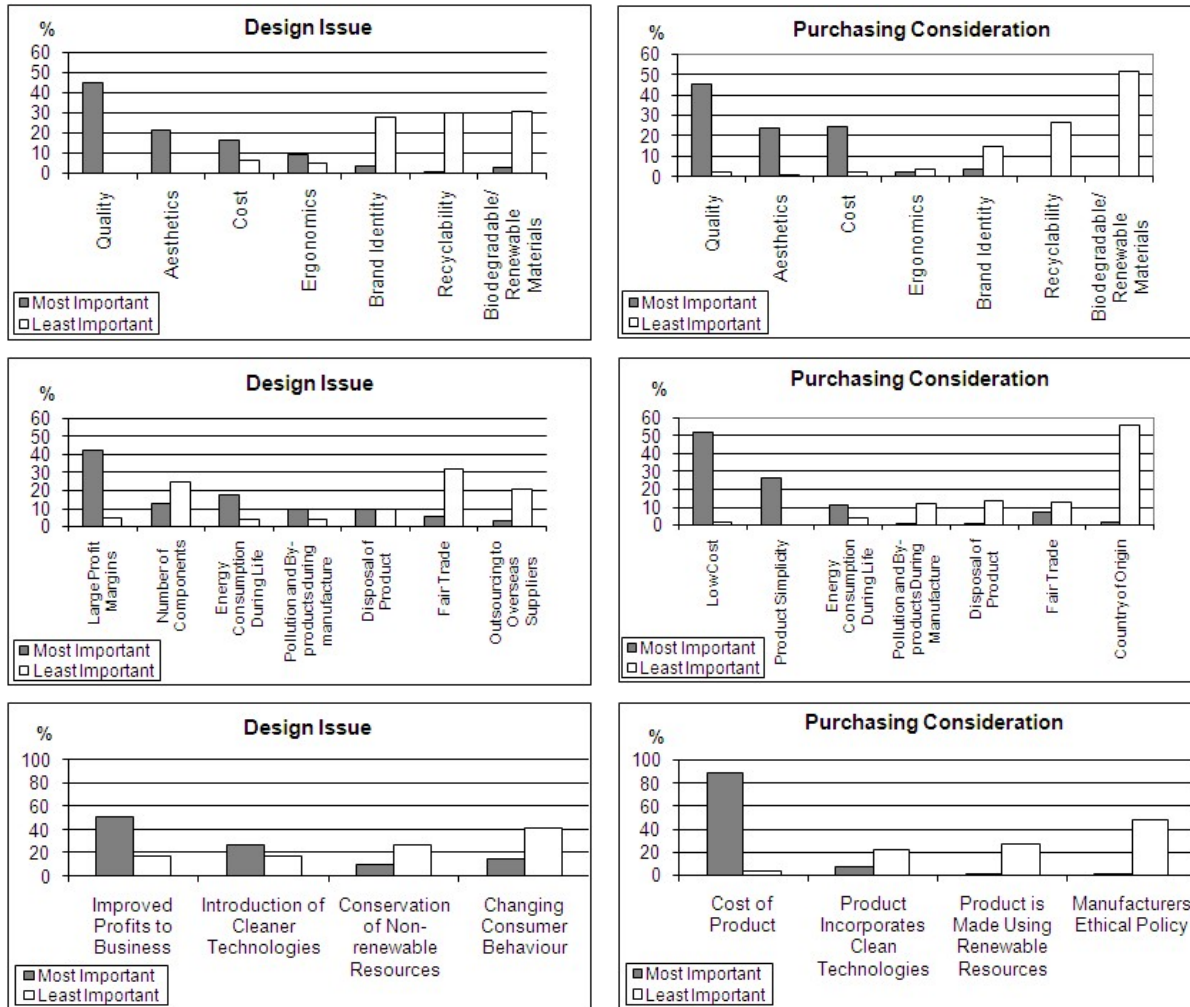 Design Issue
%
60
50
40
30
20
10
0
Quality
Aesthetics
Cost
Ergonomics
Brand Identity
Recyclability
Biodegradable/
Renewable
Materials
Most Important
Least Important
Purchasing Consideration
%
60
50
40
30
20
10
0
Quality
Aesthetics
Cost
Ergonomics
Brand Identity
Recyclability
Biodegradable/
Renewable
Materials
Most Important
Least Important
Design Issue
%
60
50
40
30
20
10
0
Large Profit
Margins
Number of
Components
Energy
Consumption
During Life
Pollution and By-
products during
manufacture
Disposal of
Product
Fair Trade
Outsourcing to
Overseas
Suppliers
Most Important
Least Important
Purchasing Consideration
%
60
50
40
30
20
10
0
Low Cost
Product Simplicity
Energy
Consumption
During Life
Pollution and By-
products During
Manufacture
Disposal of
Product
Fair Trade
Country of Origin
Most Important
Least Important
Design Issue
%
100
80
60
40
20
0
Improved
Profits to
Business
Introduction of
Cleaner
Technologies
Conservation
of Non-
renewable
Resources
Changing
Consumer
Behaviour
Most Important
Least Important
Purchasing Consideration
%
100
80
60
40
20
0
Cost of
Product
Product
Incorporates
Clean
Technologies
Product is
Made Using
Renewable
Resources
Manufacturers
Ethical Policy
Most Important
Least Important